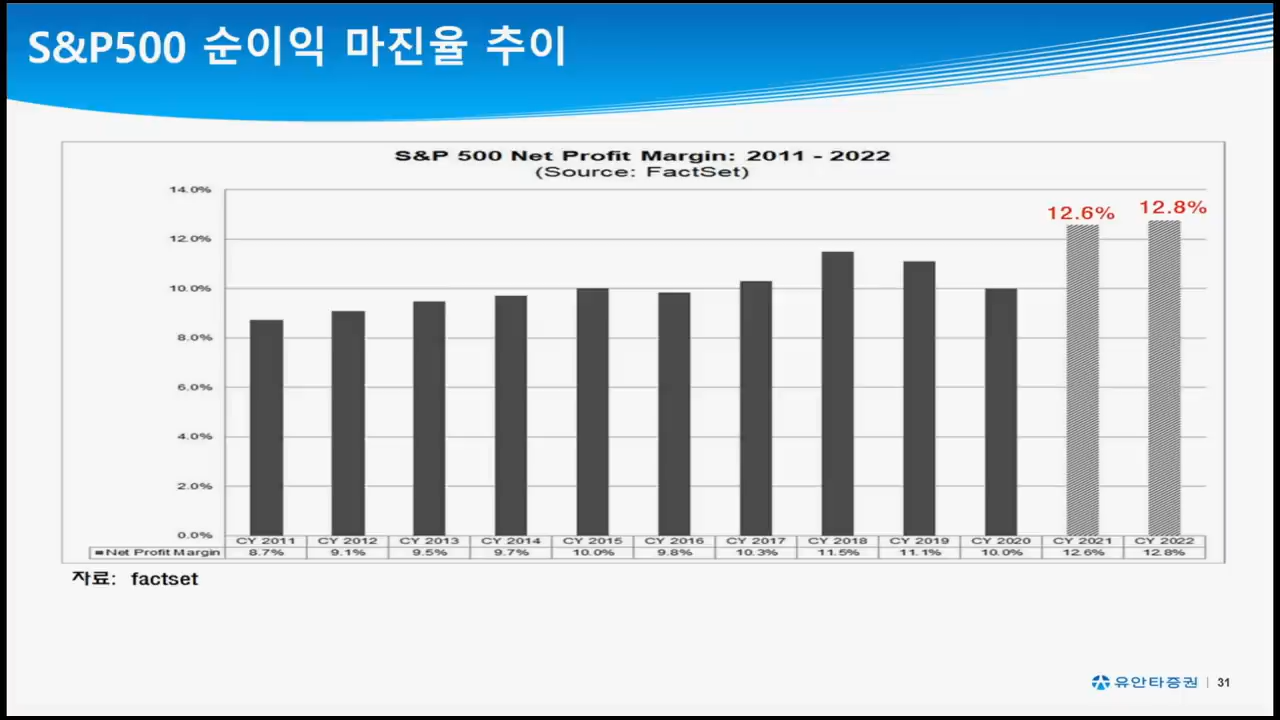 S&P500 순이익 마진율 추이
S&P 500 Net Profit Margin: 2011 - 2022
(Source: FactSet)
14.0%
12.0%
10.0%
8.0%
6.0%
4.0%
2.0%
0.0%
12.6% 12.8%
CY 2011 CY 2012 CY 2013 CY 2014 CY 2015 CY 2016 CY 2017 CY 2018 CY 2019 CY 2020 CY 2021 CY 2022
Net Profit Margin 8.7% 9.1% 9.5% 9.7% 10.0% 9.8% 10.3% 11.5% 11.1% 10.0% 12.6% 12.8%
자료: factset
유안타증권 | 31